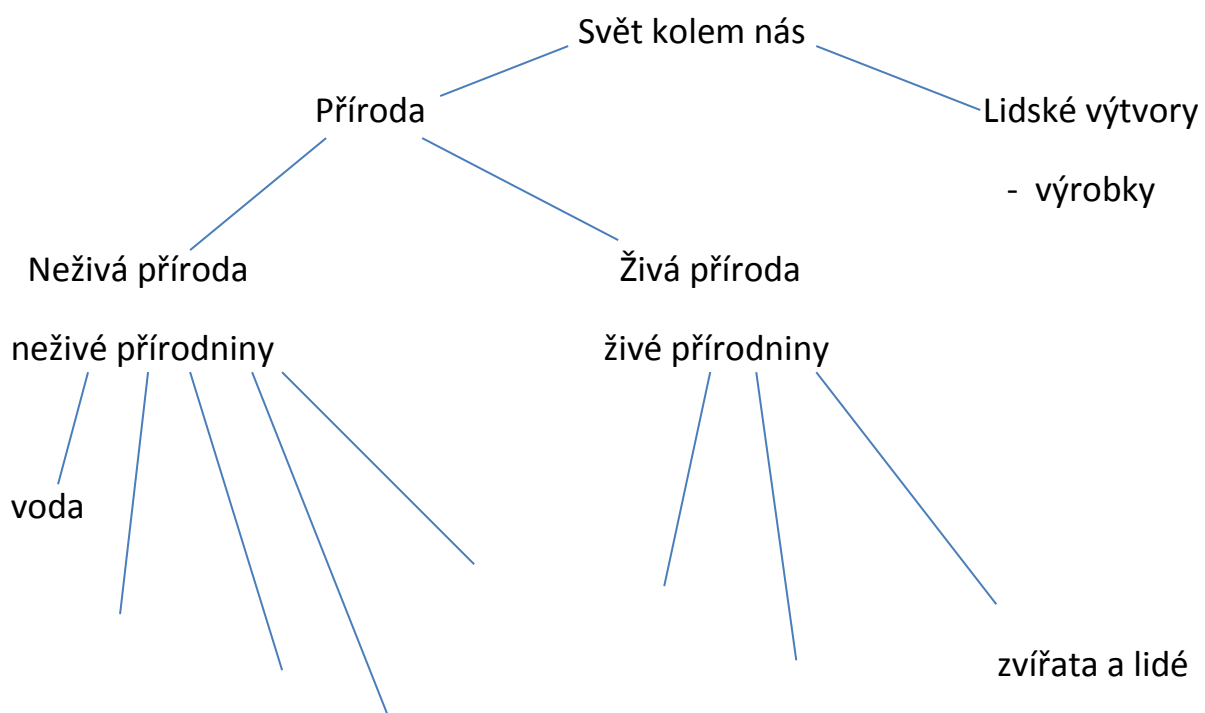 Svět kolem nás
Příroda
Lidské výtvory
- výrobky
Neživá příroda
Živá příroda
neživé přírodniny
živé přírodniny
voda
zvířata a lidé